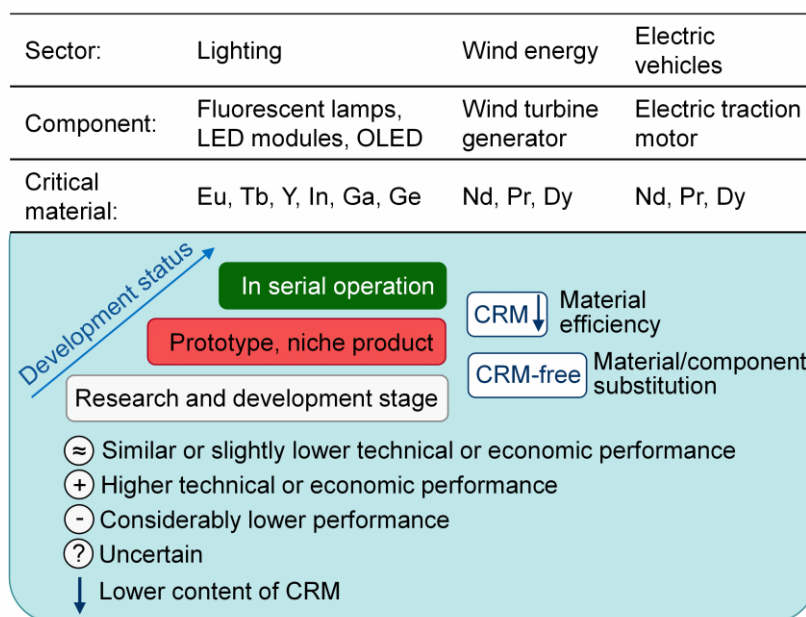 Sector: Lighting Wind energy Electric vehicles
Component: Fluorescent lamps, LED modules, OLED Wind turbine generator Electric traction motor
Critical material: Eu, Tb, Y, In, Ga, Ge Nd, Pr, Dy Nd, Pr, Dy
Development status
In serial operation
Prototype, niche product
Research and development stage
CRM↓ Material efficiency
CRM-free Material/component substitution
≈ Similar or slightly lower technical or economic performance
+ Higher technical or economic performance
- Considerably lower performance
? Uncertain
↓ Lower content of CRM